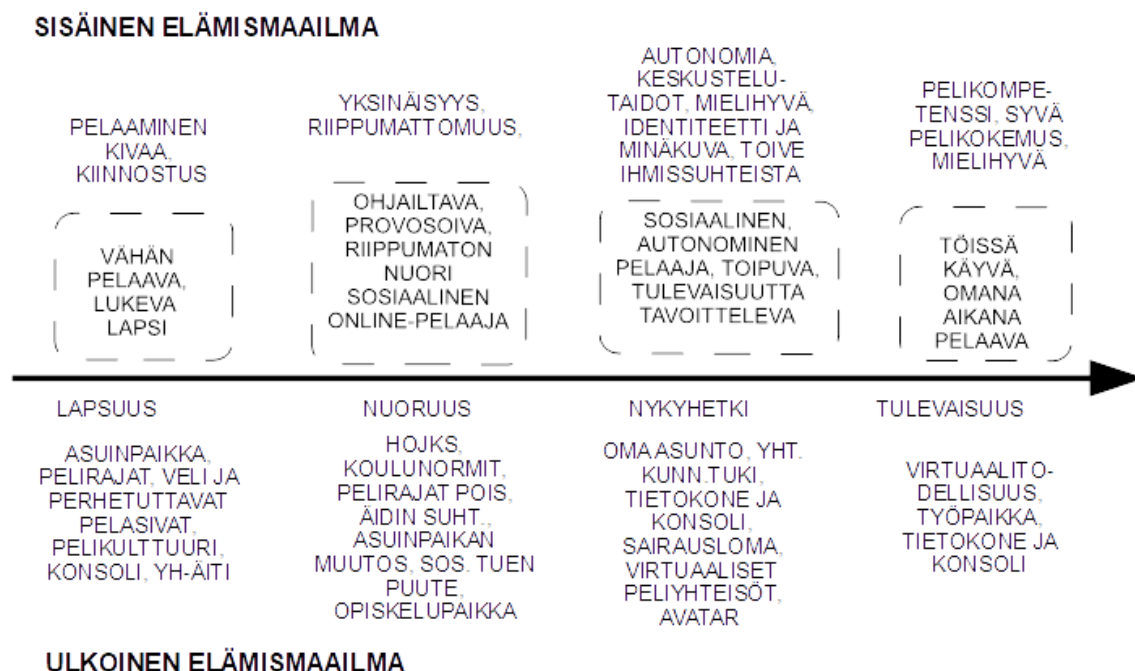 SISÄINEN ELÄMISMAAILMA
PELAAMINEN
KIVAA,
KIINNOSTUS
YKSINÄISYYS,
RIIPPUMATTOMUUS,
AUTONOMIA,
KESKUSTELU-
TAIDOT, MIELIHYVÄ,
IDENTITEETTI JA
MINÄKUVA, TOIVE
IHMISSUHTEISTA
PELIKOMPE-
TENSSI, SYVÄ
PELIKOKEMUS,
MIELIHYVÄ
VÄHÄN
PELAAVA,
LUKEVA
LAPSI
OHJAILTAVA,
PROVOSOIVA,
RIIPPUMATON
NUORI
SOSIAALINEN
ONLINE-PELAAJA
SOSIAALINEN,
AUTONOMINEN
PELAAJA, TOIPUVA,
TULEVAISUUTTA
TAVOITTELEVA
TÖISSÄ
KÄYVÄ,
OMANA
AIKANA
PELAAVA
LAPSUUS
NUORUUS
NYKYHETKI
TULEVAISUUS
ASUINPAIKKA,
PELIRAJAT, VELI JA
PERHETUTTAVAT
PELASIVAT,
PELIKULTTUURI,
KONSOLI, YH-ÄITI
HOJKS,
KOULUNORMIT,
PELIRAJAT POIS,
ÄIDIN SUHT.,
ASUINPAIKAN
MUUTOS, SOS. TUEN
PUUTE,
OPISKELUPAIKKA
OMA ASUNTO, YHT.
KUNN.TUKI,
TIETOKONE JA
KONSOLI,
SAIRAUSLOMA,
VIRTUAALISET
PELIYHTEISÖT,
AVATAR
VIRTUAALITO-
DELLISUUS,
TYÖPAIKKA,
TIETOKONE JA
KONSOLI
ULKOINEN ELÄMISMAAILMA